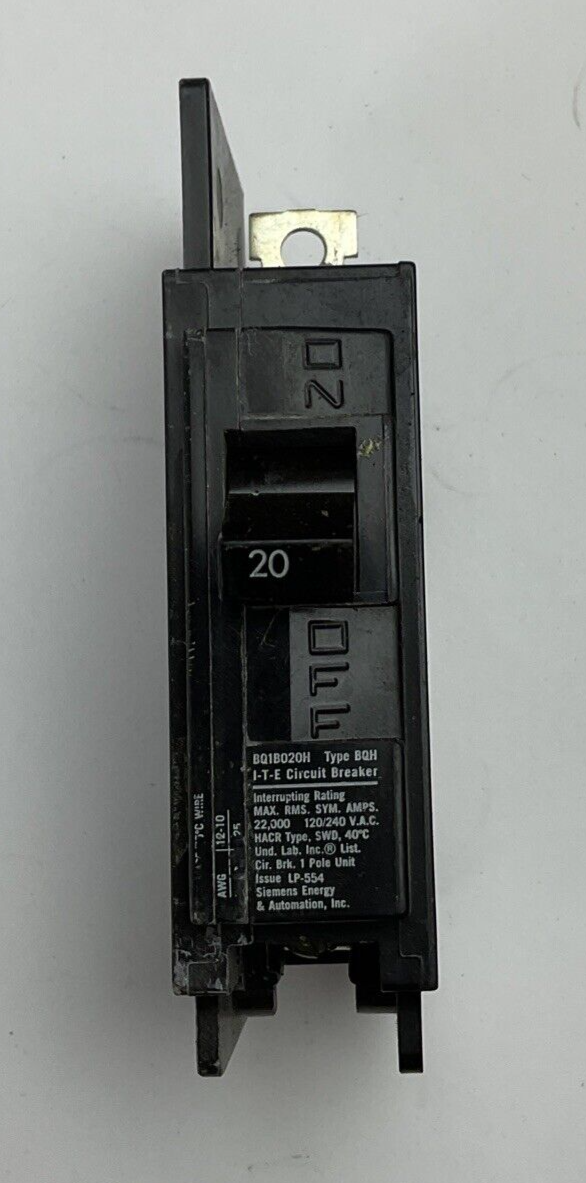 ON
20
OFF
BQ1B020H Type BQH
I-T-E Circuit Breaker
Interrupting Rating
MAX. RMS. SYM. AMPS.
22,000 120/240 V.A.C.
HACR Type, SWD, 40°C
Und. Lab. Inc.® List.
Cir. Brk. 1 Pole Unit
Issue LP-554
Siemens Energy
& Automation, Inc.
°C WIRE
AWG 12-10
25